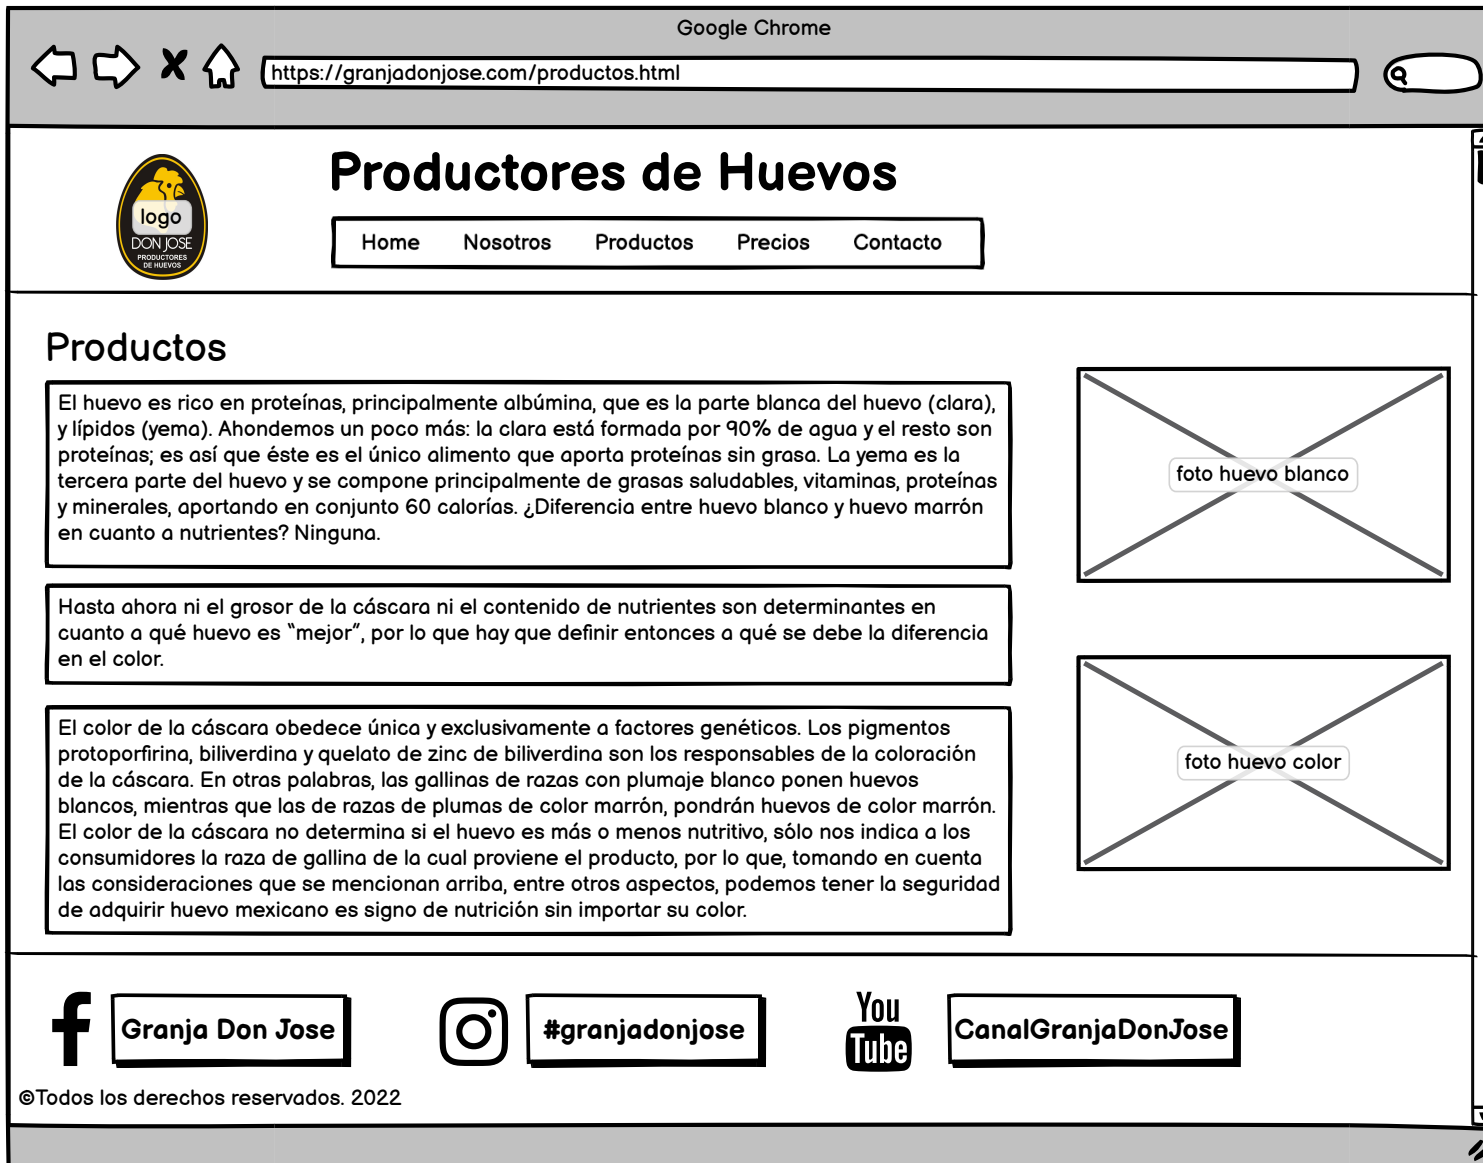 Google Chrome
https://granjadonjose.com/productos.html
logo
DON JOSE
PRODUCTORES
DE HUEVOS
Productores de Huevos
Home Nosotros Productos Precios Contacto
Productos
El huevo es rico en proteínas, principalmente albúmina, que es la parte blanca del huevo (clara),
y lípidos (yema). Ahondemos un poco más: la clara está formada por 90% de agua y el resto son
proteínas; es así que éste es el único alimento que aporta proteínas sin grasa. La yema es la
tercera parte del huevo y se compone principalmente de grasas saludables, vitaminas, proteínas
y minerales, aportando en conjunto 60 calorías. ¿Diferencia entre huevo blanco y huevo marrón
en cuanto a nutrientes? Ninguna.
Hasta ahora ni el grosor de la cáscara ni el contenido de nutrientes son determinantes en
cuanto a qué huevo es “mejor”, por lo que hay que definir entonces a qué se debe la diferencia
en el color.
El color de la cáscara obedece única y exclusivamente a factores genéticos. Los pigmentos
protoporfirina, biliverdina y quelato de zinc de biliverdina son los responsables de la coloración
de la cáscara. En otras palabras, las gallinas de razas con plumaje blanco ponen huevos
blancos, mientras que las de razas de plumas de color marrón, pondrán huevos de color marrón.
El color de la cáscara no determina si el huevo es más o menos nutritivo, sólo nos indica a los
consumidores la raza de gallina de la cual proviene el producto, por lo que, tomando en cuenta
las consideraciones que se mencionan arriba, entre otros aspectos, podemos tener la seguridad
de adquirir huevo mexicano es signo de nutrición sin importar su color.
foto huevo blanco
foto huevo color
Granja Don Jose
#granjadonjose
You
Tube
CanalGranjaDonJose
©Todos los derechos reservados. 2022